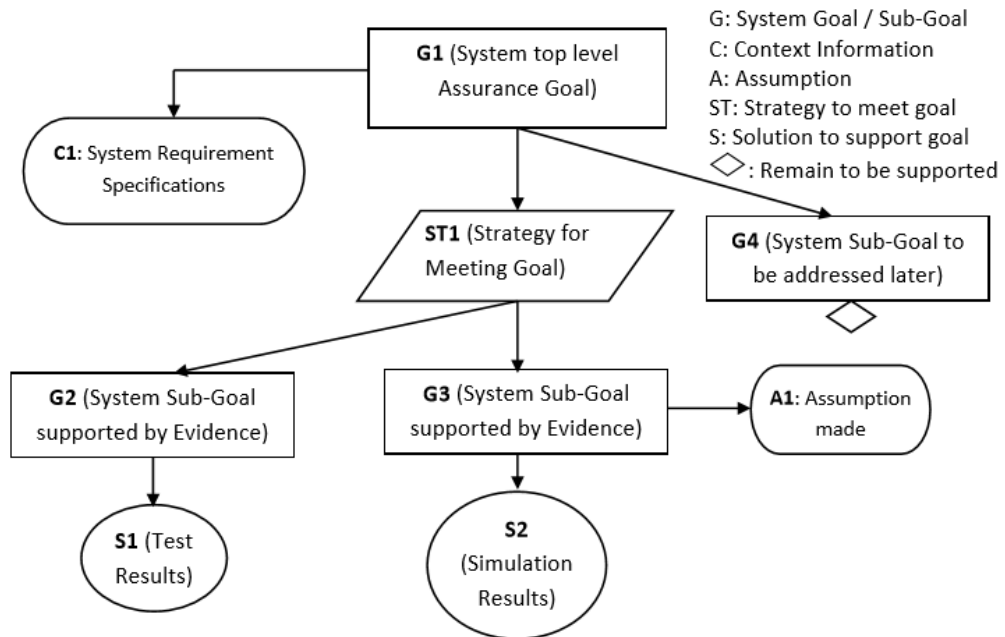 G1 (System top level
Assurance Goal)
G: System Goal / Sub-Goal
C: Context Information
A: Assumption
ST: Strategy to meet goal
S: Solution to support goal
: Remain to be supported
C1: System Requirement
Specifications
ST1 (Strategy for
Meeting Goal)
G4 (System Sub-Goal to
be addressed later)
G2 (System Sub-Goal
supported by Evidence)
G3 (System Sub-Goal
supported by Evidence)
A1: Assumption
made
S1 (Test
Results)
S2
(Simulation
Results)